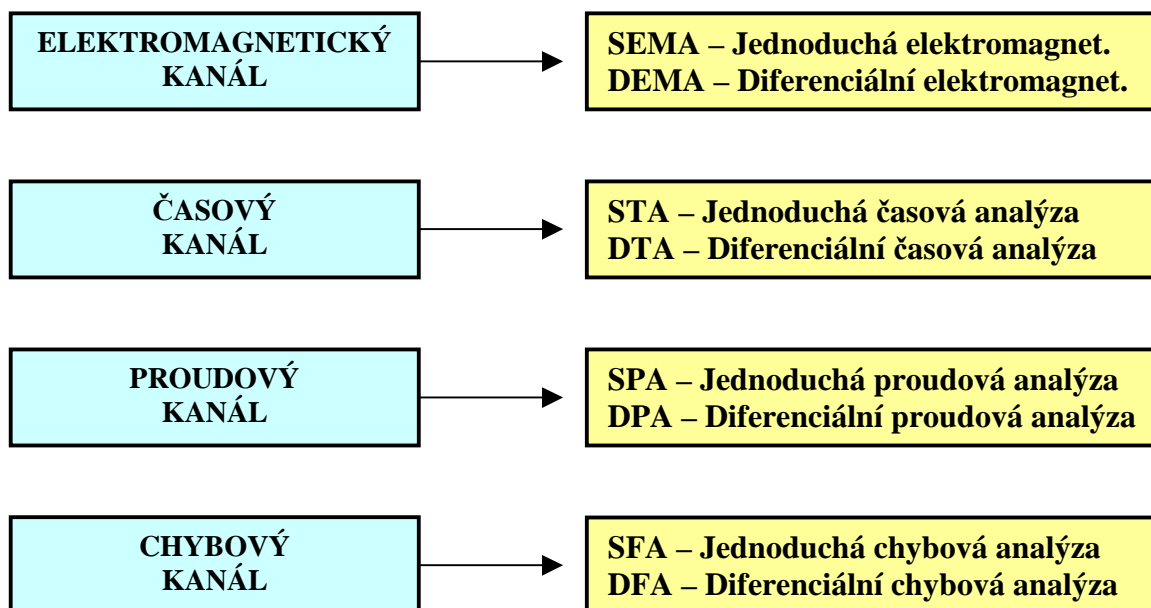 ELEKTROMAGNETICKÝ
KANÁL
SEMA – Jednoduchá elektromagnet.
DEMA – Diferenciální elektromagnet.
ČASOVÝ
KANÁL
STA – Jednoduchá časová analýza
DTA – Diferenciální časová analýza
PROUDOVÝ
KANÁL
SPA – Jednoduchá proudová analýza
DPA – Diferenciální proudová analýza
CHYBOVÝ
KANÁL
SFA – Jednoduchá chybová analýza
DFA – Diferenciální chybová analýza